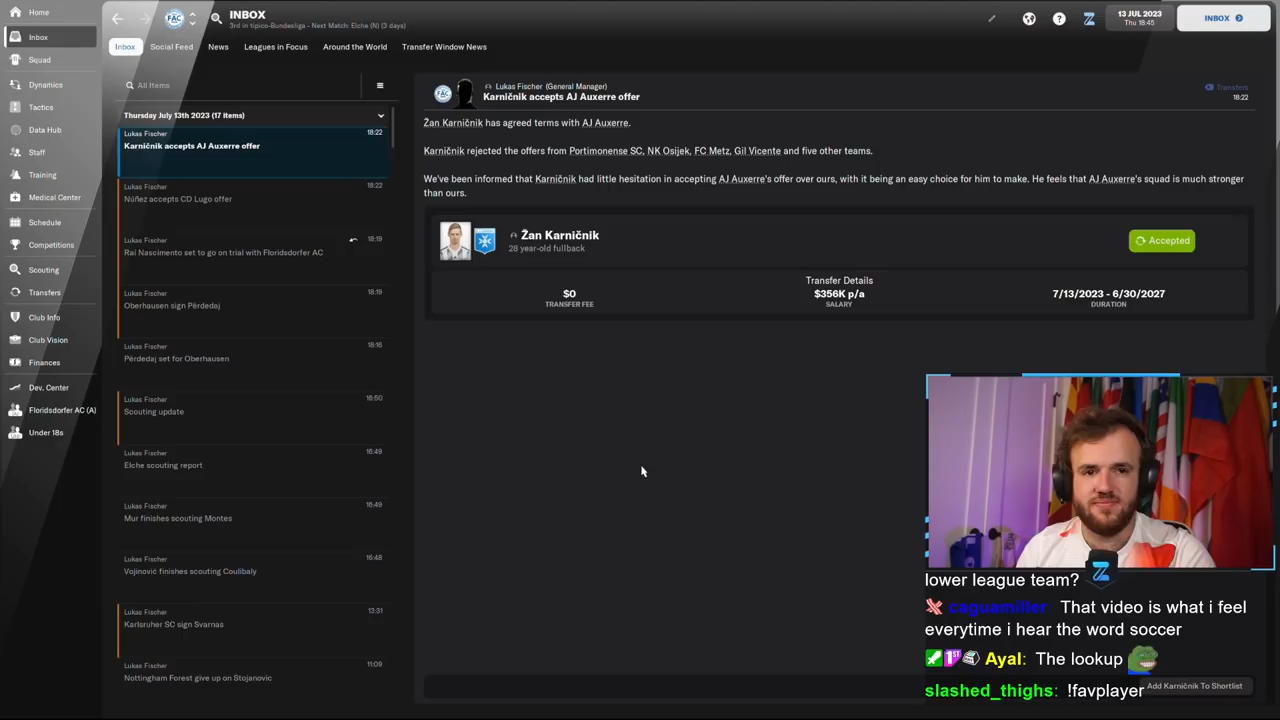 Home
Inbox
Squad
Dynamics
Tactics
Data Hub
Staff
Training
Medical Center
Schedule
Competitions
Scouting
Transfers
Club Info
Club Vision
Finances
Dev. Center
Floridsdorfer AC (A)
Under 18s
FAC
INBOX
3rd in tipico-Bundesliga - Next Match: Elche (N) (3 days)
13 JUL 2023
Thu 18:45
INBOX
Inbox Social Feed News Leagues in Focus Around the World Transfer Window News
All Items
Thursday July 13th 2023 (17 items)
Lukas Fischer 18:22
Karničnik accepts AJ Auxerre offer
Lukas Fischer 18:22
Núñez accepts CD Lugo offer
Lukas Fischer 18:19
Raí Nascimento set to go on trial with Floridsdorfer AC
Lukas Fischer 18:19
Oberhausen sign Përdedaj
Lukas Fischer 18:16
Përdedaj set for Oberhausen
Lukas Fischer 16:50
Scouting update
Lukas Fischer 16:49
Elche scouting report
Lukas Fischer 16:49
Mur finishes scouting Montes
Lukas Fischer 16:48
Vojinović finishes scouting Coulibaly
Lukas Fischer 13:31
Karlsruher SC sign Svarnas
Lukas Fischer 11:09
Nottingham Forest give up on Stojanovic
FAC
Lukas Fischer (General Manager)
Karničnik accepts AJ Auxerre offer
Transfers
18:22
Žan Karničnik has agreed terms with AJ Auxerre.
Karničnik rejected the offers from Portimonense SC, NK Osijek, FC Metz, Gil Vicente and five other teams.
We've been informed that Karničnik had little hesitation in accepting AJ Auxerre's offer over ours, with it being an easy choice for him to make. He feels that AJ Auxerre's squad is much stronger
than ours.
Žan Karničnik
28 year-old fullback
Accepted
Transfer Details
$0
TRANSFER FEE
$356K p/a
SALARY
7/13/2023 - 6/30/2027
DURATION
lower league team?
caguamiller: That video is what i feel
everytime i hear the word soccer
1ST Ayal: The lookup
slashed_thighs: !favplayer
Add Karničnik To Shortlist